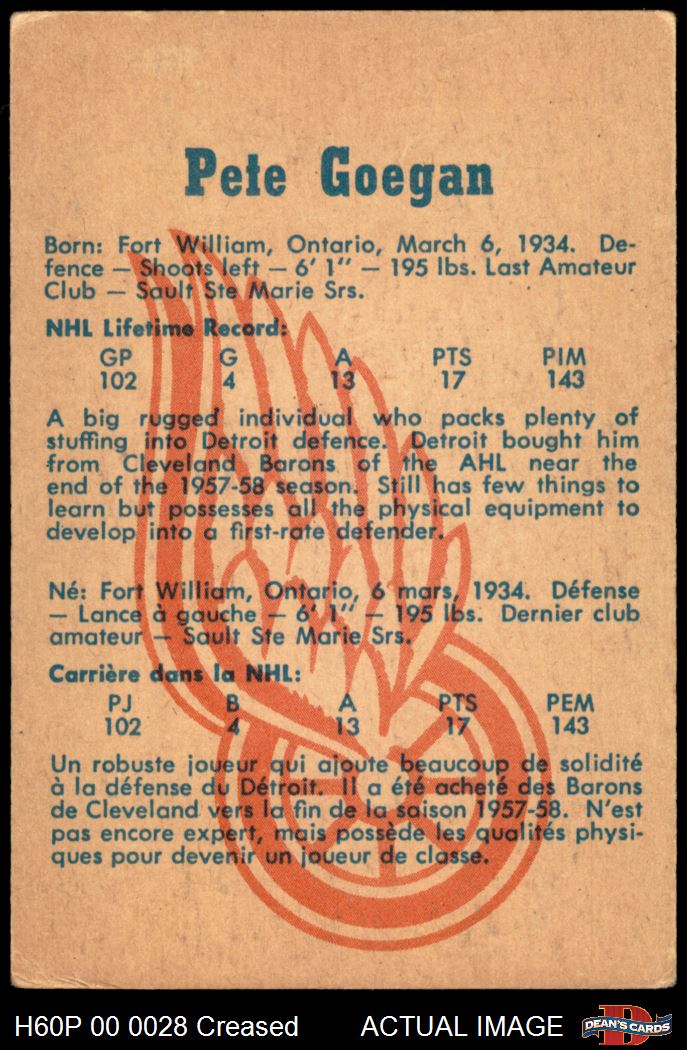 Pete Goegan
Born: Fort William, Ontario, March 6, 1934. De-
fence — Shoots left — 6' 1" — 195 lbs. Last Amateur
Club — Sault Ste Marie Srs.
NHL Lifetime Record:
GP G A PTS PIM
102 4 13 17 143
A big rugged individual who packs plenty of
stuffing into Detroit defence. Detroit bought him
from Cleveland Barons of the AHL near the
end of the 1957-58 season. Still has few things to
learn but possesses all the physical equipment to
develop into a first-rate defender.
Né: Fort William, Ontario, 6 mars, 1934. Défense
— Lance à gauche — 6' 1" — 195 lbs. Dernier club
amateur — Sault Ste Marie Srs.
Carrière dans la NHL:
PJ B A PTS PEM
102 4 13 17 143
Un robuste joueur qui ajoute beaucoup de solidité
à la défense du Détroit. Il a été acheté des Barons
de Cleveland vers la fin de la saison 1957-58. N'est
pas encore expert, mais possède les qualités physi-
ques pour devenir un joueur de classe.
H60P 00 0028 Creased ACTUAL IMAGE
D
DEAN'S CARDS